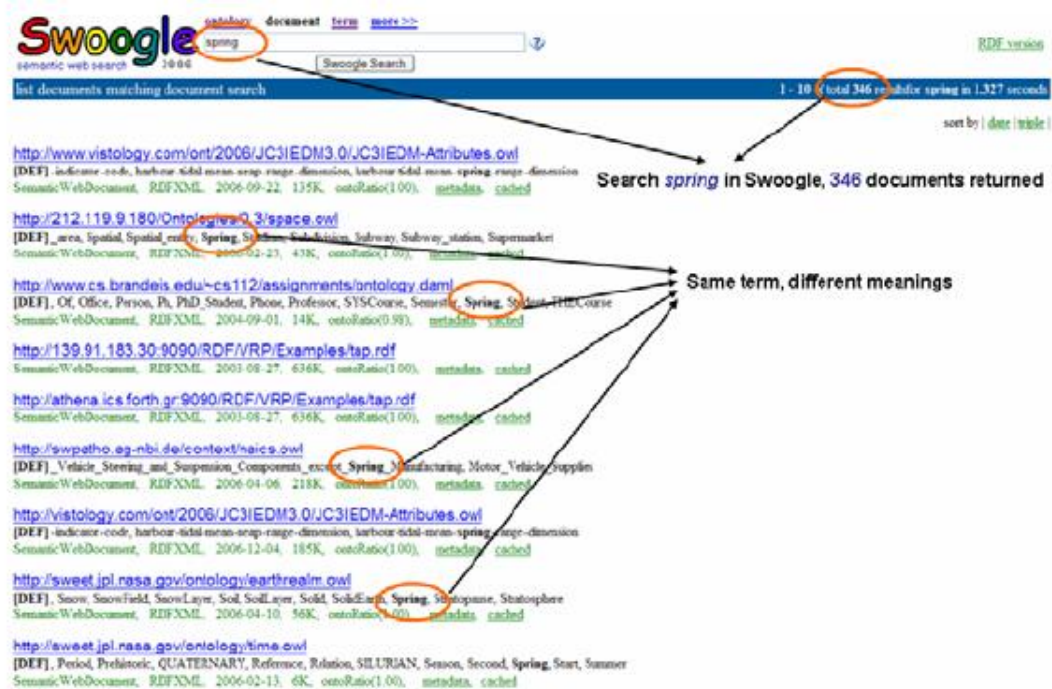 Swoogle
semantic web search 2006
ontology document term more >>
spring
Swoogle Search
RDF version
list documents matching document search
1 - 10 of total 346 results for spring in 1.327 seconds
sort by | date | triple |
http://www.vistology.com/ont/2006/JC3IEDM3.0/JC3IEDM-Attributes.owl
[DEF] -indicator-code, harbour-tidal-mean-neap-range-dimension, harbour-tidal-mean-spring-range-dimension
SemanticWebDocument, RDFXML, 2006-09-22, 135K, ontoRatio(1.00), metadata, cached
Search spring in Swoogle, 346 documents returned
http://212.119.9.180/Ontologies/0.3/space.owl
[DEF] _area, Spatial, Spatial_entity, Spring, Subdivision, Subway, Subway_station, Supermarket
SemanticWebDocument, RDFXML, 2006-02-23, 43K, ontoRatio(1.00), metadata, cached
Same term, different meanings
http://www.cs.brandeis.edu/~cs112/assignments/ontology.daml
[DEF] , Of, Office, Person, Ph, PhD_Student, Phone, Professor, SYSCourse, Semester, Spring, Student, THECourse
SemanticWebDocument, RDFXML, 2004-09-01, 14K, ontoRatio(0.98), metadata, cached
http://139.91.183.30:9090/RDF/VRP/Examples/tap.rdf
SemanticWebDocument, RDFXML, 2003-08-27, 636K, ontoRatio(1.00), metadata, cached
http://athena.ics.forth.gr:9090/RDF/VRP/Examples/tap.rdf
SemanticWebDocument, RDFXML, 2003-08-27, 636K, ontoRatio(1.00), metadata, cached
http://swpatho.ag-nbi.de/context/naics.owl
[DEF] _Vehicle_Steering_and_Suspension_Components_except_Spring_Manufacturing, Motor_Vehicle_Supplies
SemanticWebDocument, RDFXML, 2006-04-06, 218K, ontoRatio(1.00), metadata, cached
http://vistology.com/ont/2006/JC3IEDM3.0/JC3IEDM-Attributes.owl
[DEF] -indicator-code, harbour-tidal-mean-neap-range-dimension, harbour-tidal-mean-spring-range-dimension
SemanticWebDocument, RDFXML, 2006-12-04, 185K, ontoRatio(1.00), metadata, cached
http://sweet.jpl.nasa.gov/ontology/earthrealm.owl
[DEF] , Snow, SnowField, SnowLayer, Soil, SoilLayer, Solid, SolidEarth, Spring, Stratopause, Stratosphere
SemanticWebDocument, RDFXML, 2006-04-10, 56K, ontoRatio(1.00), metadata, cached
http://sweet.jpl.nasa.gov/ontology/time.owl
[DEF] , Period, Prehistoric, QUATERNARY, Reference, Relation, SILURIAN, Season, Second, Spring, Start, Summer
SemanticWebDocument, RDFXML, 2006-02-13, 6K, ontoRatio(1.00), metadata, cached